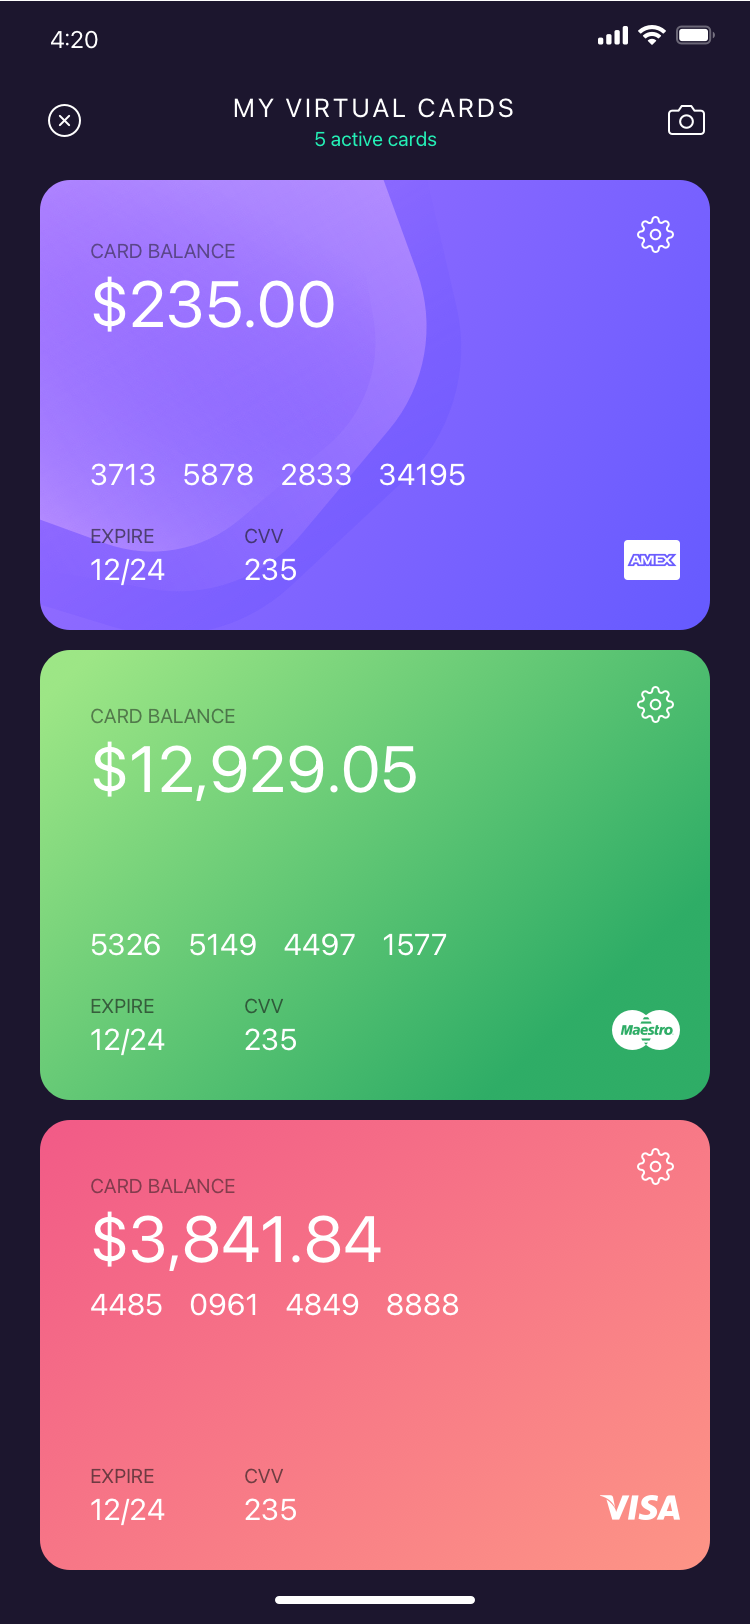 4:20
MY VIRTUAL CARDS
5 active cards
CARD BALANCE
$235.00
3713 5878 2833 34195
EXPIRE CVV
12/24 235
AMEX
CARD BALANCE
$12,929.05
5326 5149 4497 1577
EXPIRE CVV
12/24 235
Maestro
CARD BALANCE
$3,841.84
4485 0961 4849 8888
EXPIRE CVV
12/24 235
VISA